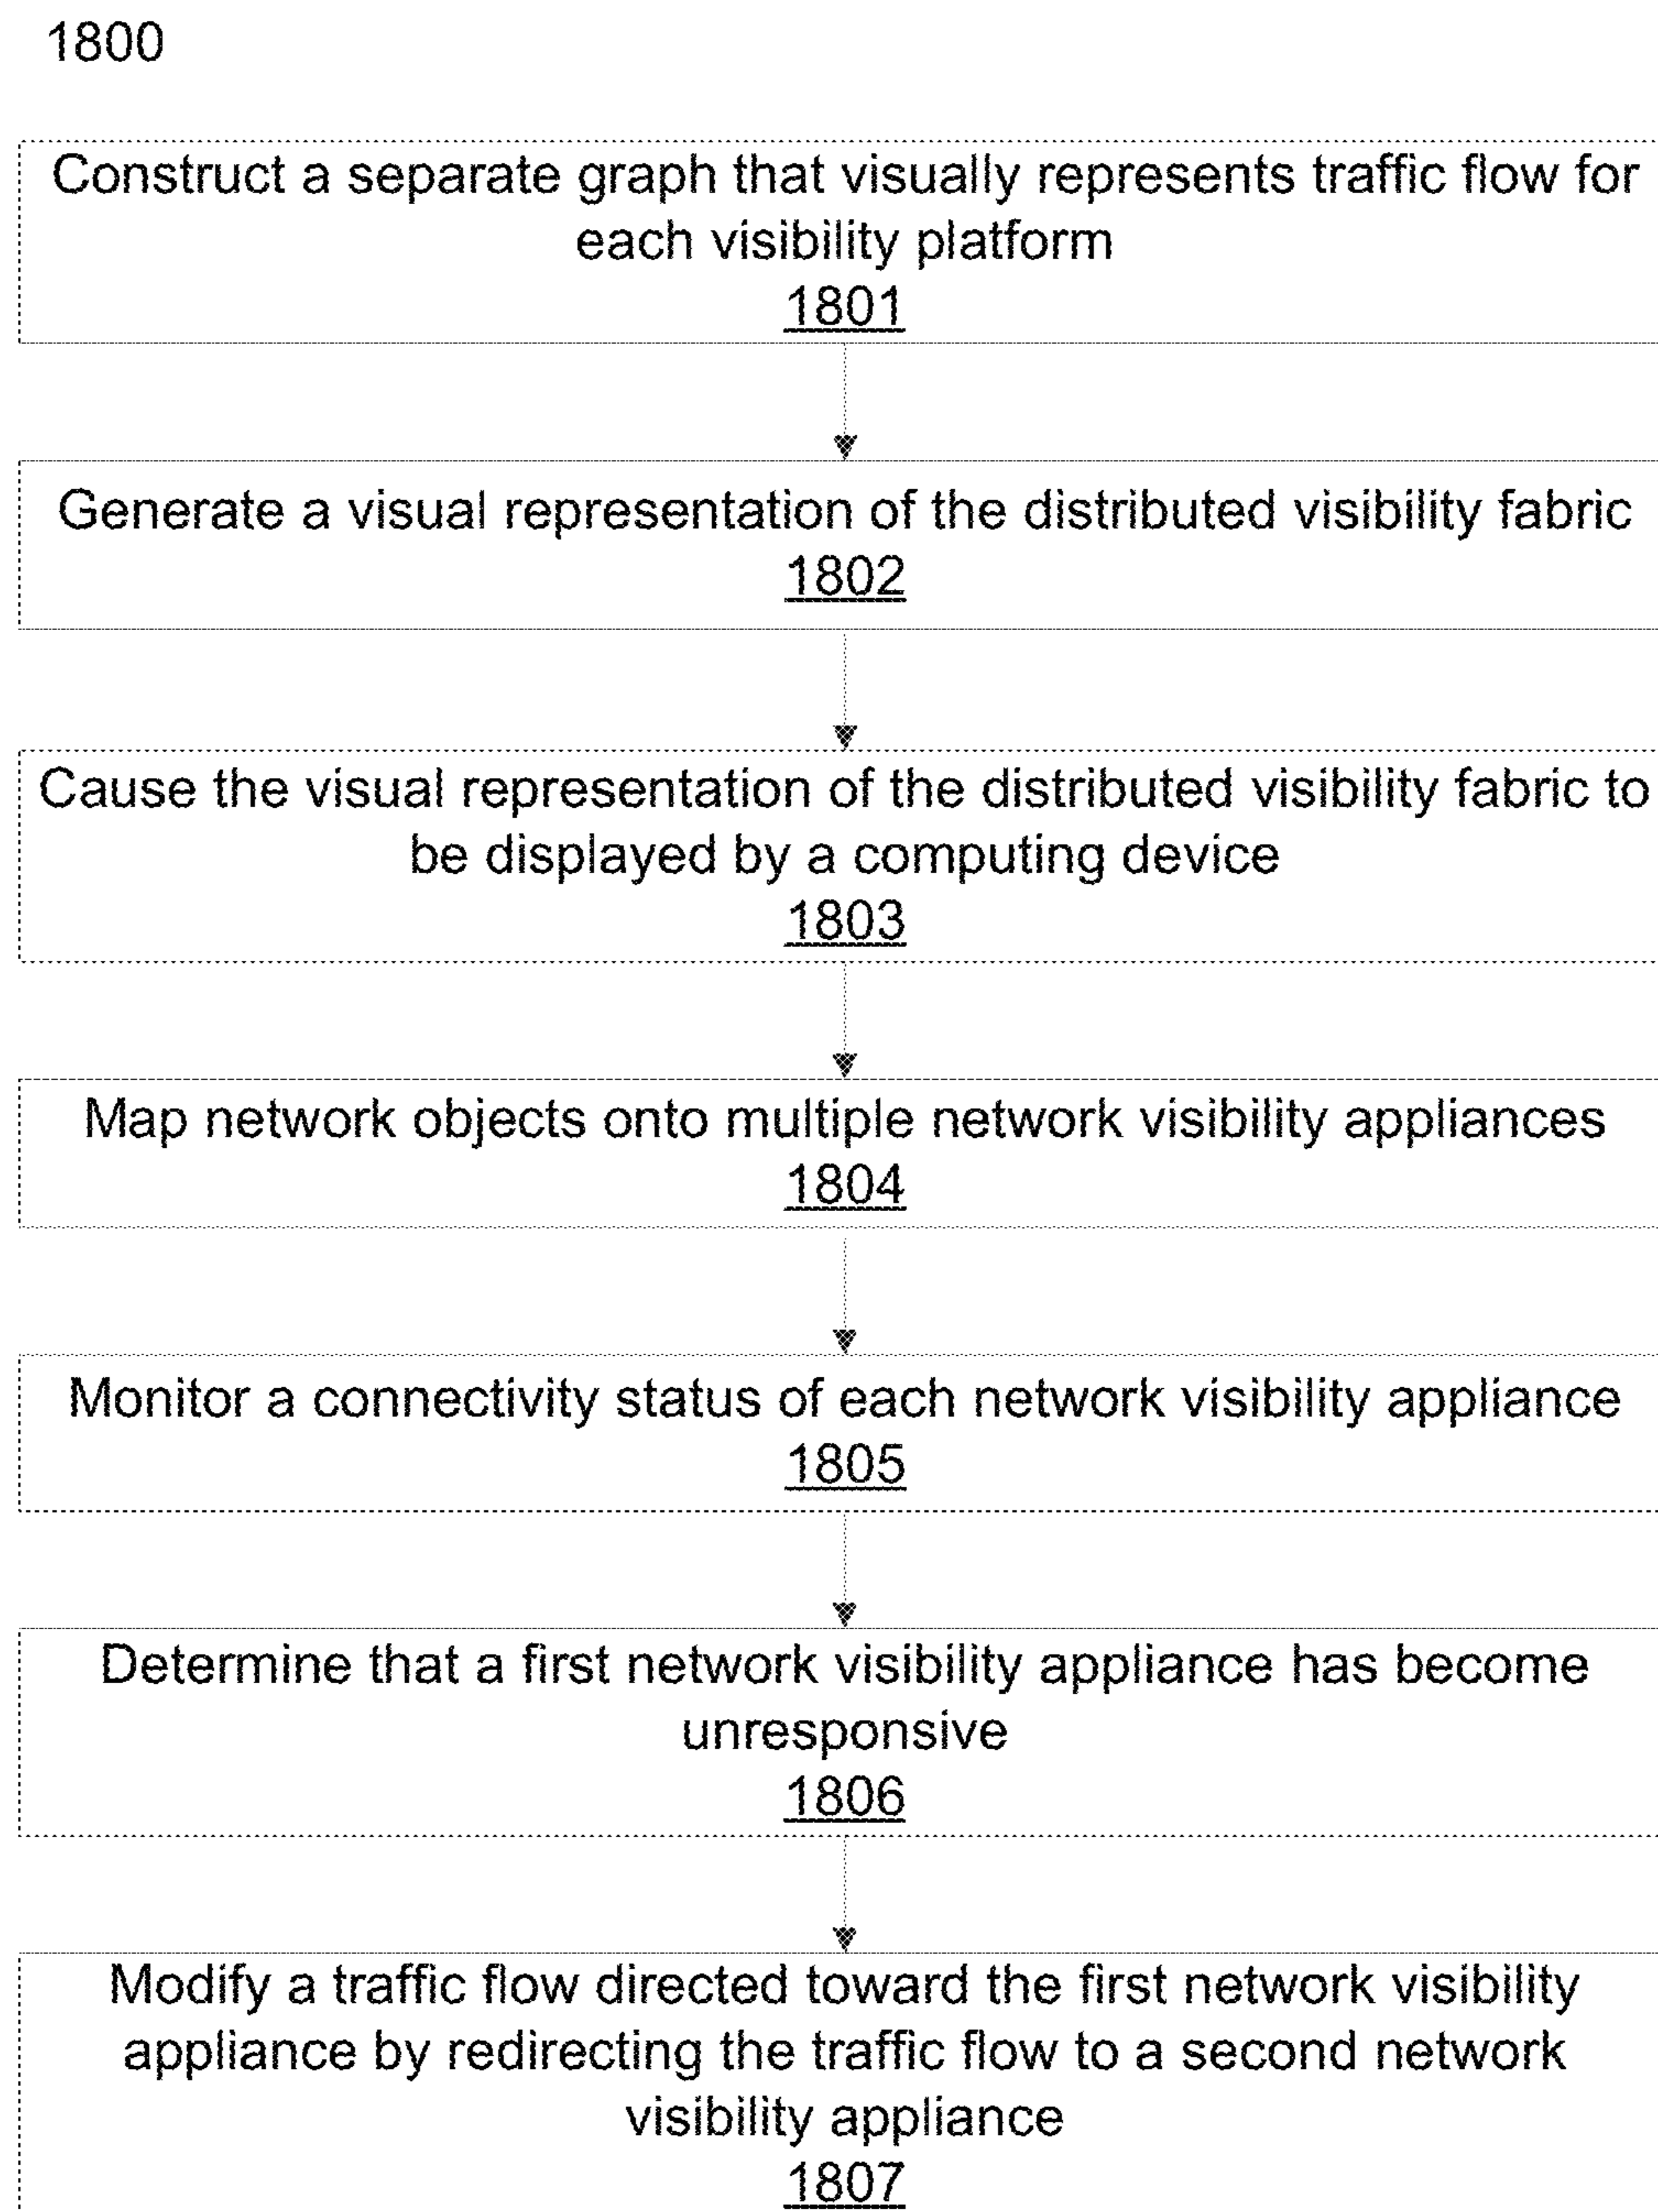 1800
Construct a separate graph that visually represents traffic flow for
each visibility platform
1801
Generate a visual representation of the distributed visibility fabric
1802
Cause the visual representation of the distributed visibility fabric to
be displayed by a computing device
1803
Map network objects onto multiple network visibility appliances
1804
Monitor a connectivity status of each network visibility appliance
1805
Determine that a first network visibility appliance has become
unresponsive
1806
Modify a traffic flow directed toward the first network visibility
appliance by redirecting the traffic flow to a second network
visibility appliance
1807